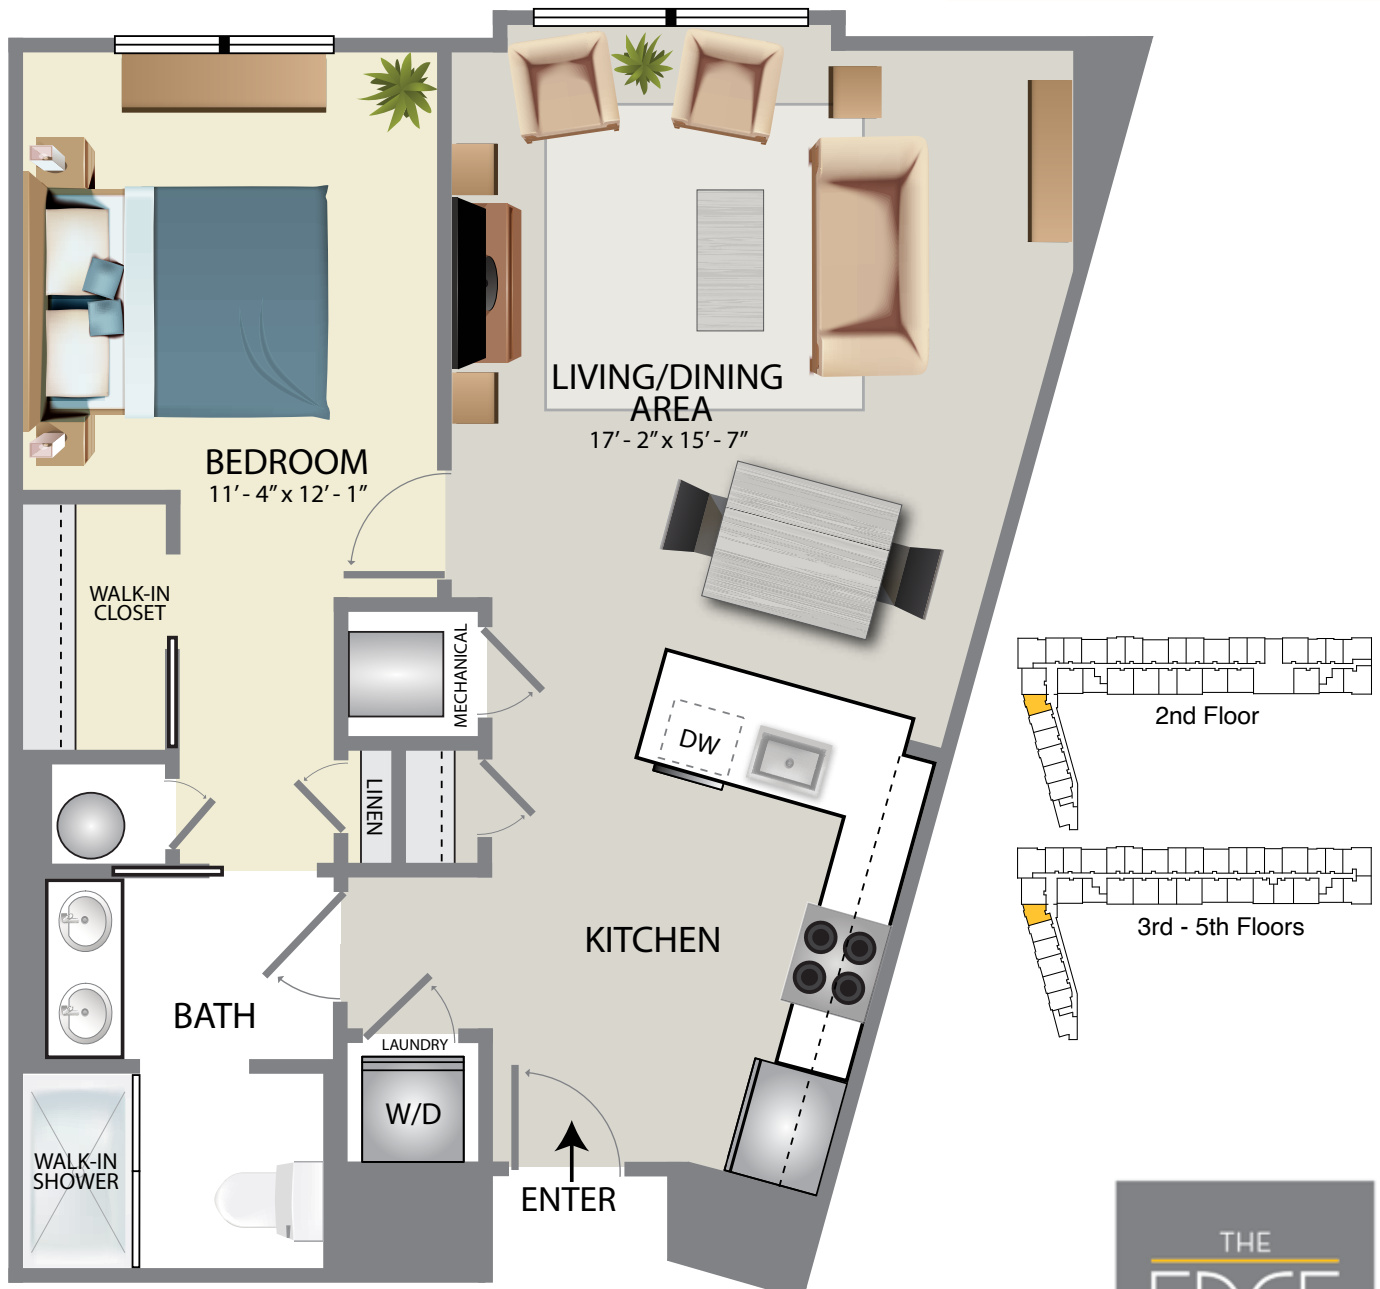 LIVING/DINING
AREA
17' - 2" x 15' - 7"
BEDROOM
11' - 4" x 12' - 1"
WALK-IN
CLOSET
MECHANICAL
LINEN
DW
2nd Floor
3rd - 5th Floors
KITCHEN
BATH
LAUNDRY
W/D
WALK-IN
SHOWER
ENTER
THE
EDGE